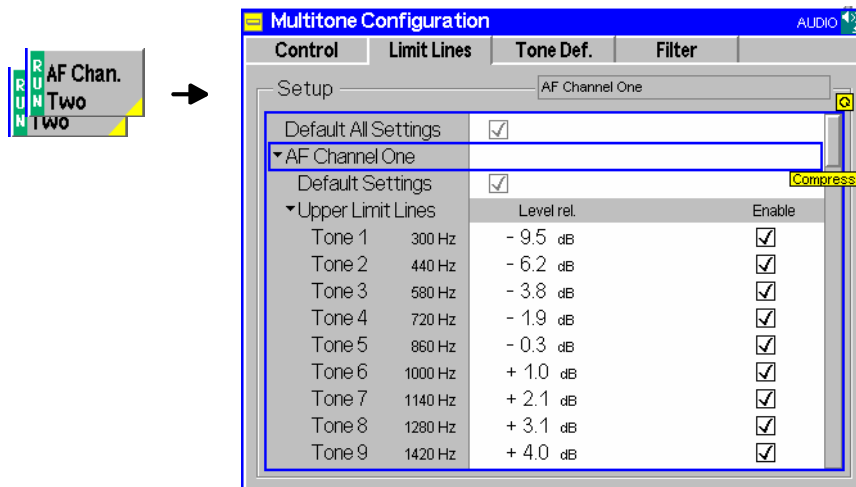 RUN
AF Chan.
Two
RUN
Two
Multitone Configuration AUDIO
Control Limit Lines Tone Def. Filter
Setup AF Channel One
Default All Settings
AF Channel One
Compress
Default Settings
Upper Limit Lines Level rel. Enable
Tone 1 300 Hz - 9.5 dB
Tone 2 440 Hz - 6.2 dB
Tone 3 580 Hz - 3.8 dB
Tone 4 720 Hz - 1.9 dB
Tone 5 860 Hz - 0.3 dB
Tone 6 1000 Hz + 1.0 dB
Tone 7 1140 Hz + 2.1 dB
Tone 8 1280 Hz + 3.1 dB
Tone 9 1420 Hz + 4.0 dB